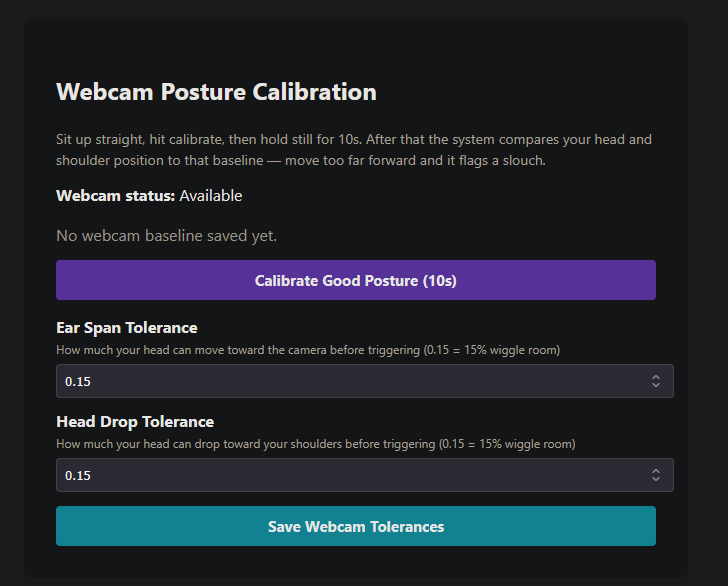 Webcam Posture Calibration
Sit up straight, hit calibrate, then hold still for 10s. After that the system compares your head and
shoulder position to that baseline — move too far forward and it flags a slouch.
Webcam status: Available
No webcam baseline saved yet.
Calibrate Good Posture (10s)
Ear Span Tolerance
How much your head can move toward the camera before triggering (0.15 = 15% wiggle room)
0.15
Head Drop Tolerance
How much your head can drop toward your shoulders before triggering (0.15 = 15% wiggle room)
0.15
Save Webcam Tolerances